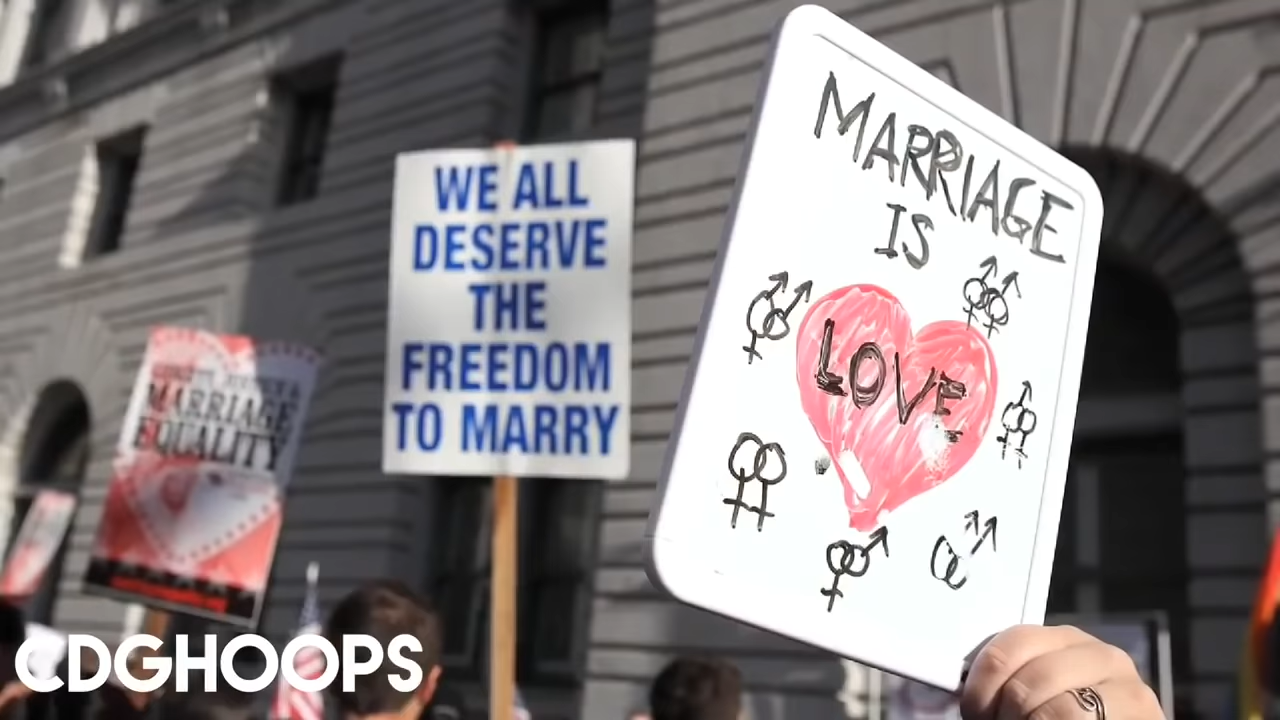 MARRIAGE
IS
LOVE
WE ALL
DESERVE
THE
FREEDOM
TO MARRY
MARRIAGE
EQUALITY
CDGHOOPS